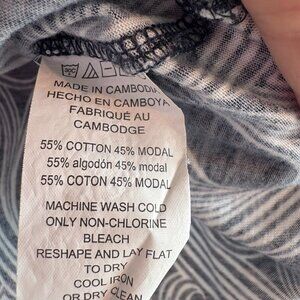 MADE IN CAMBODIA
HECHO EN CAMBOYA
FABRIQUÉ AU
CAMBODGE
55% COTTON 45% MODAL
55% algodón 45% modal
55% COTON 45% MODAL
MACHINE WASH COLD
ONLY NON-CHLORINE
BLEACH
RESHAPE AND LAY FLAT
TO DRY
COOL IRON
OR DRY CLEAN